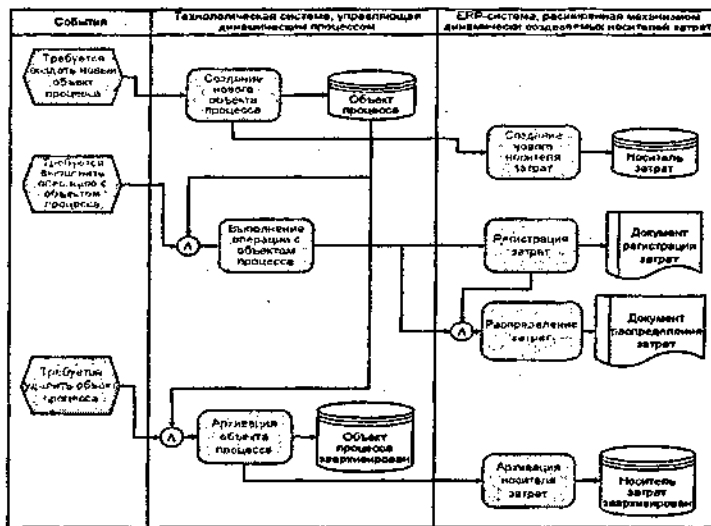 События
Технологическая система, управляющая
динамическим процессом
ERP-система, расширенная механизмом
динамически создаваемых носителей затрат
Требуется
создать новый
объект
процесса
Создание
нового
объекта
процесса
Объект
процесса
Создание
нового
носителя
затрат
Носитель
затрат
Требуется
выполнить
операцию с
объектом
процесса
Λ
Выполнение
операции с
объектом
процесса
Регистрация
затрат
Документ
регистрации
затрат
Λ
Распределение
затрат
Документ
распределения
затрат
Требуется
удалить объект
процесса
Λ
Архивация
объекта
процесса
Объект
процесса
заархивирован
Архивация
носителя
затрат
Носитель
затрат
заархивирован